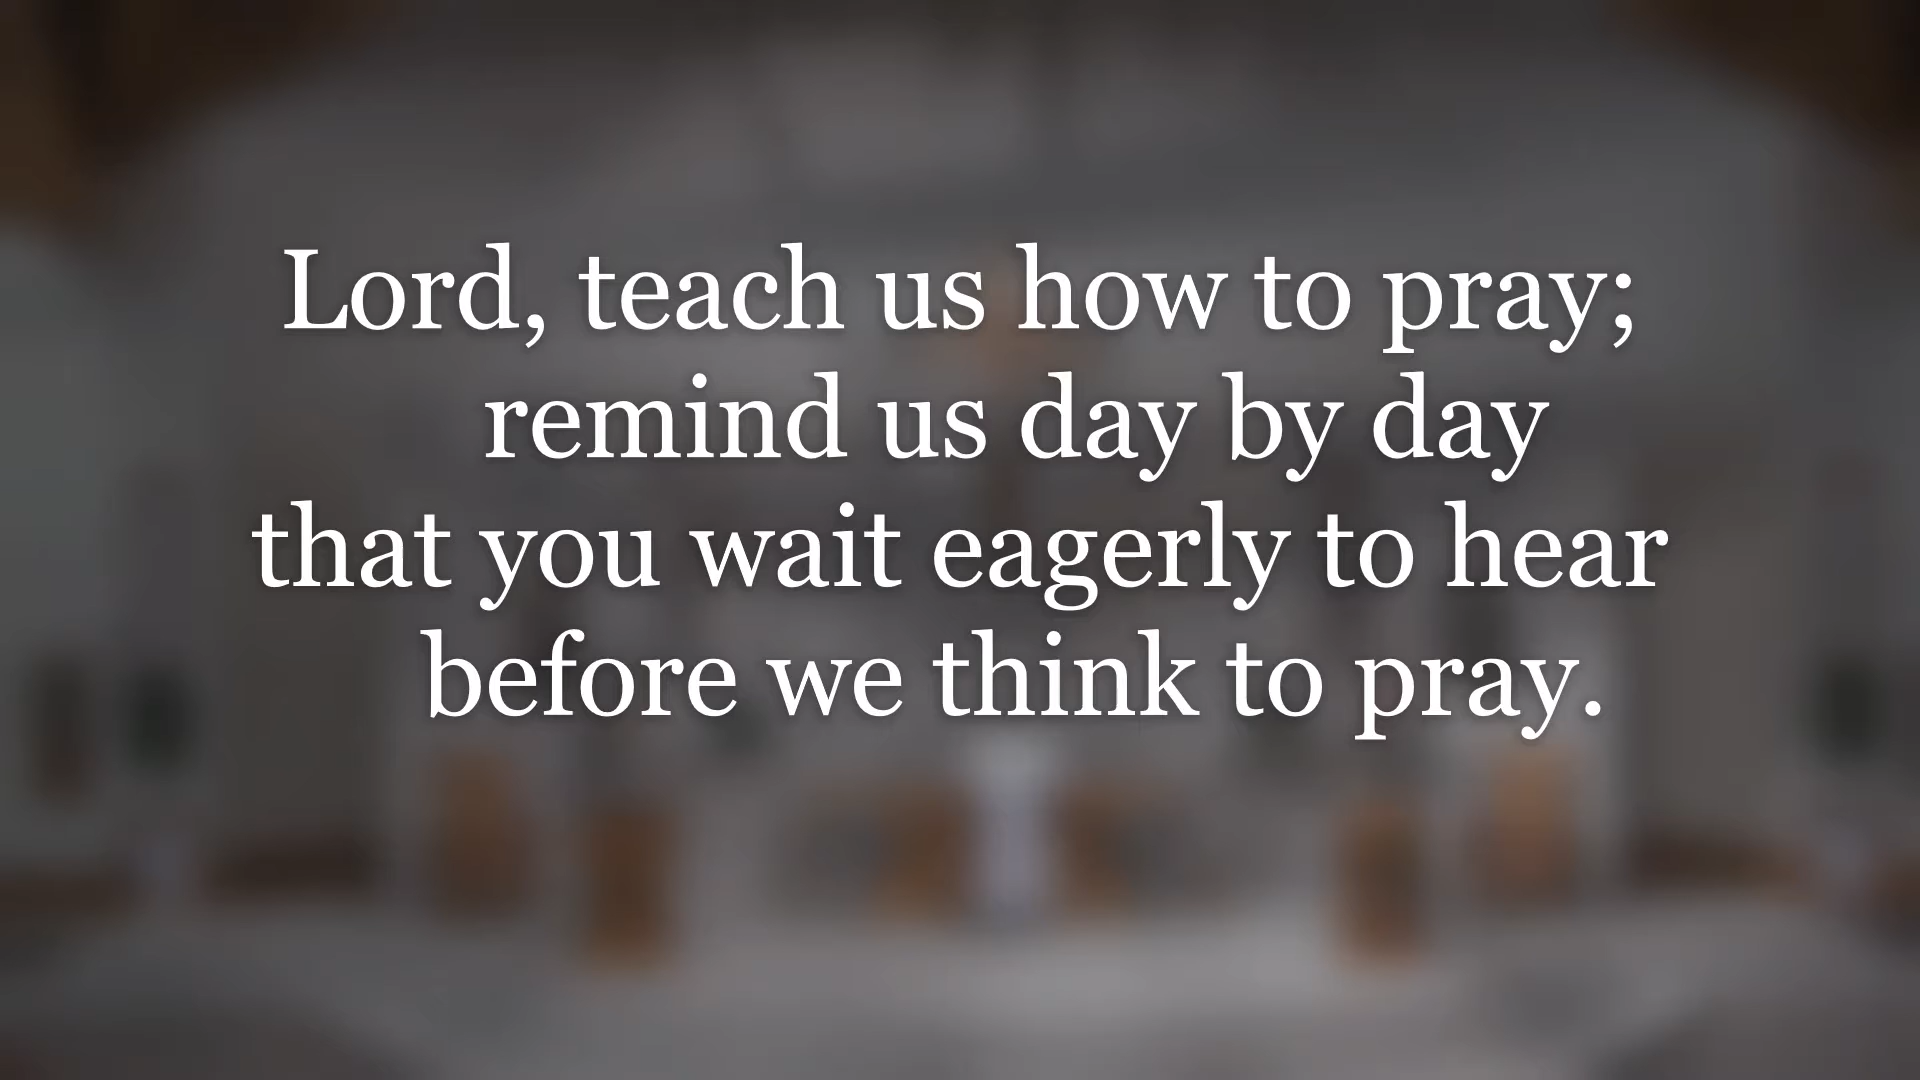 Lord, teach us how to pray;
remind us day by day
that you wait eagerly to hear
before we think to pray.